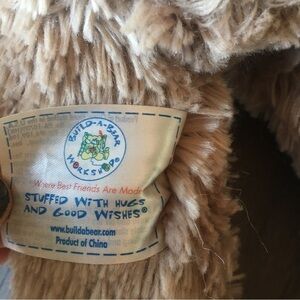 BUILD-A-BEAR
WORKSHOP®
Where Best Friends Are Made
STUFFED WITH HUGS
AND GOOD WISHES®
www.buildabear.com
Product of China